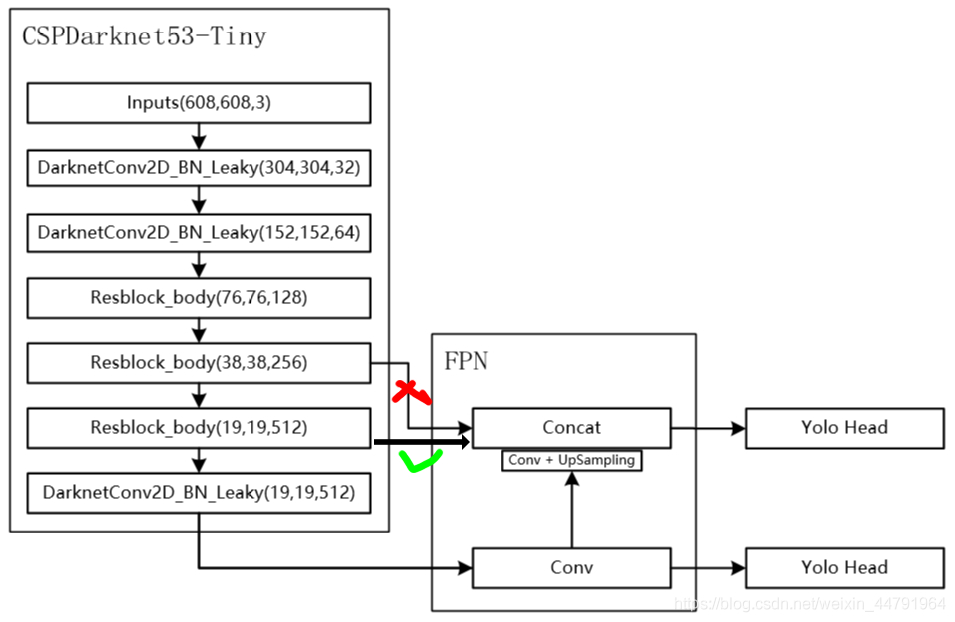 CSPDarknet53-Tiny
Inputs(608,608,3)
DarknetConv2D_BN_Leaky(304,304,32)
DarknetConv2D_BN_Leaky(152,152,64)
Resblock_body(76,76,128)
Resblock_body(38,38,256)
Resblock_body(19,19,512)
DarknetConv2D_BN_Leaky(19,19,512)
FPN
Concat
Conv + UpSampling
Conv
Yolo Head
Yolo Head
https://blog.csdn.net/weixin_44791964